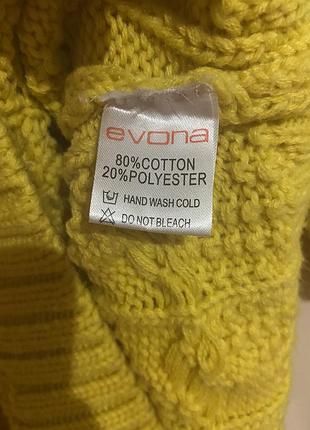 evona
80%COTTON
20%POLYESTER
HAND WASH COLD
DO NOT BLEACH